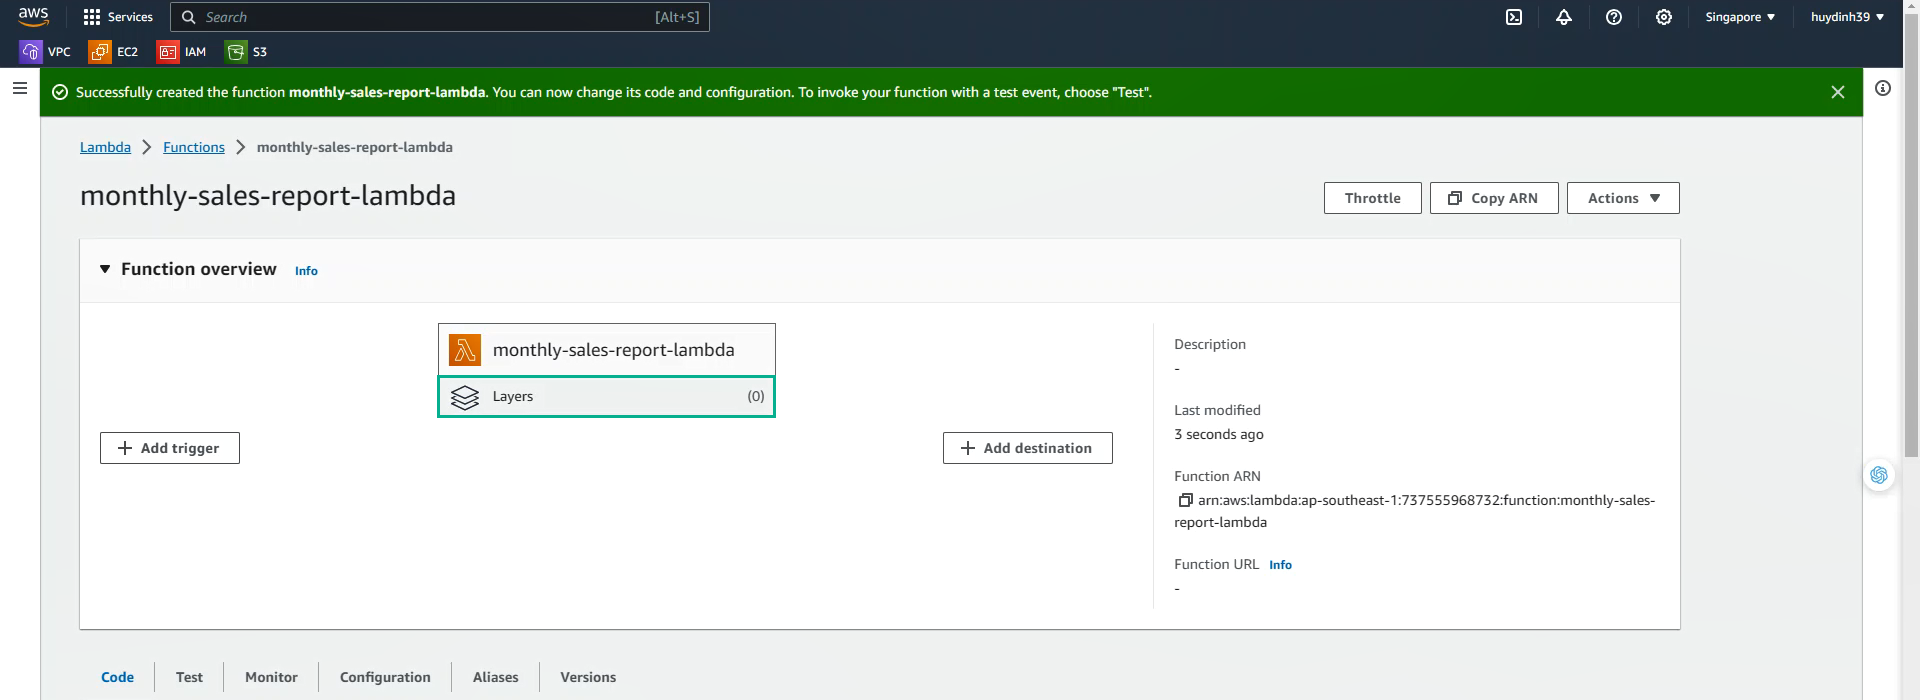 aws
Services
Search
[Alt+S]
Singapore
huydinh39
VPC
EC2
IAM
S3
Successfully created the function monthly-sales-report-lambda. You can now change its code and configuration. To invoke your function with a test event, choose "Test".
Lambda
Functions
monthly-sales-report-lambda
monthly-sales-report-lambda
Throttle
Copy ARN
Actions
Function overview
Info
monthly-sales-report-lambda
Layers
(0)
Add trigger
Add destination
Description
-
Last modified
3 seconds ago
Function ARN
arn:aws:lambda:ap-southeast-1:737555968732:function:monthly-sales-
report-lambda
Function URL Info
-
Code
Test
Monitor
Configuration
Aliases
Versions